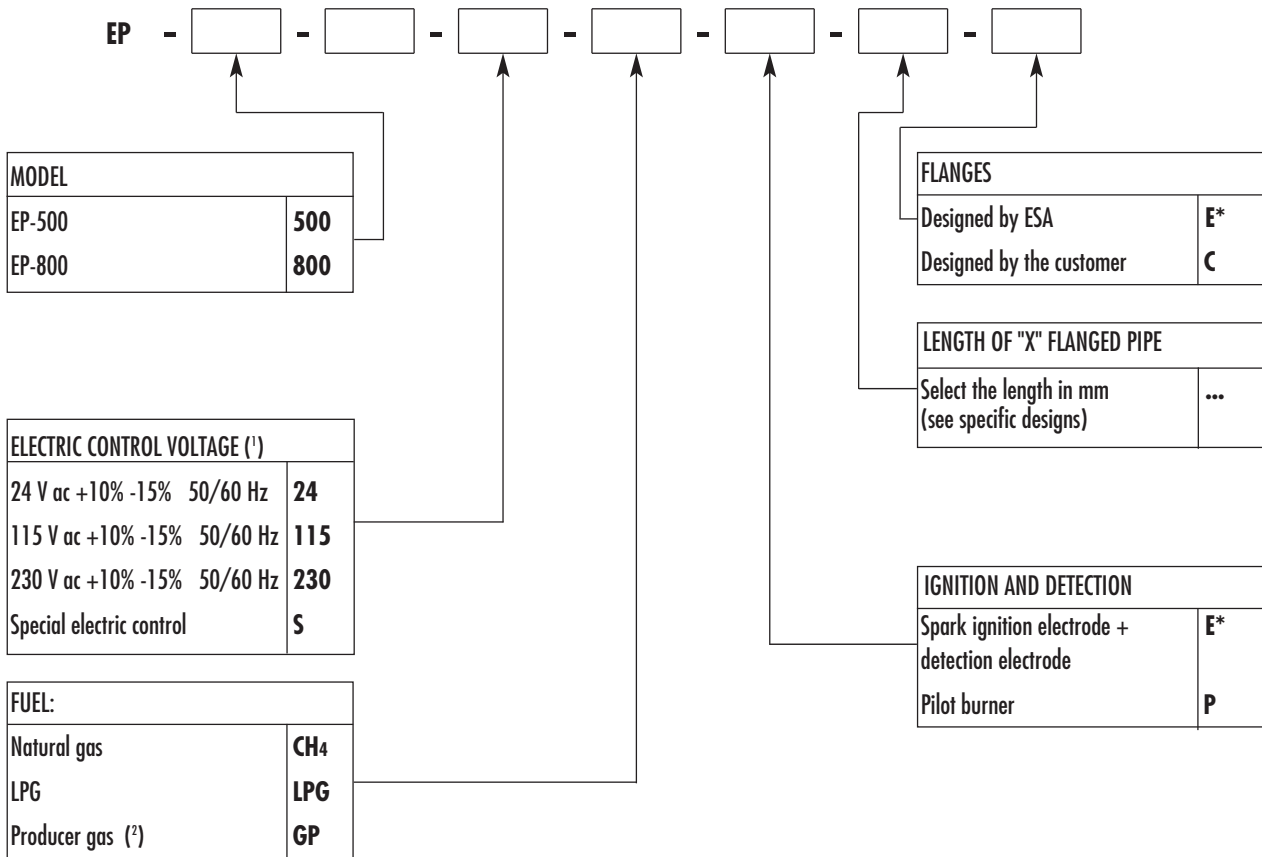 EP - - - - - - -
MODEL
EP-500 500
EP-800 800
ELECTRIC CONTROL VOLTAGE (¹)
24 V ac +10% -15% 50/60 Hz 24
115 V ac +10% -15% 50/60 Hz 115
230 V ac +10% -15% 50/60 Hz 230
Special electric control S
FUEL:
Natural gas CH4
LPG LPG
Producer gas (²) GP
FLANGES
Designed by ESA E*
Designed by the customer C
LENGTH OF "X" FLANGED PIPE
Select the length in mm ...
(see specific designs)
IGNITION AND DETECTION
Spark ignition electrode + E*
detection electrode
Pilot burner P